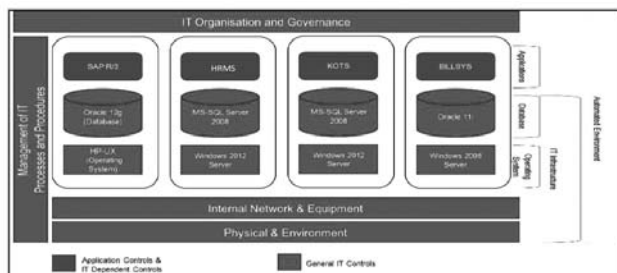 IT Organisation and Governance
Management of IT
Processes and Procedures
SAP R/3
HRMS
KOTS
BILLSYS
Applications
Oracle 12g
(Database)
MS-SQL Server
2008
MS-SQL Server
2008
Oracle 11i
Database
HP-UX
(Operating
System)
Windows 2012
Server
Windows 2012
Server
Windows 2008
Server
Operating
System
IT Infrastructure
Automated Environment
Internal Network & Equipment
Physical & Environment
Application Controls &
IT Dependent Controls
General IT Controls